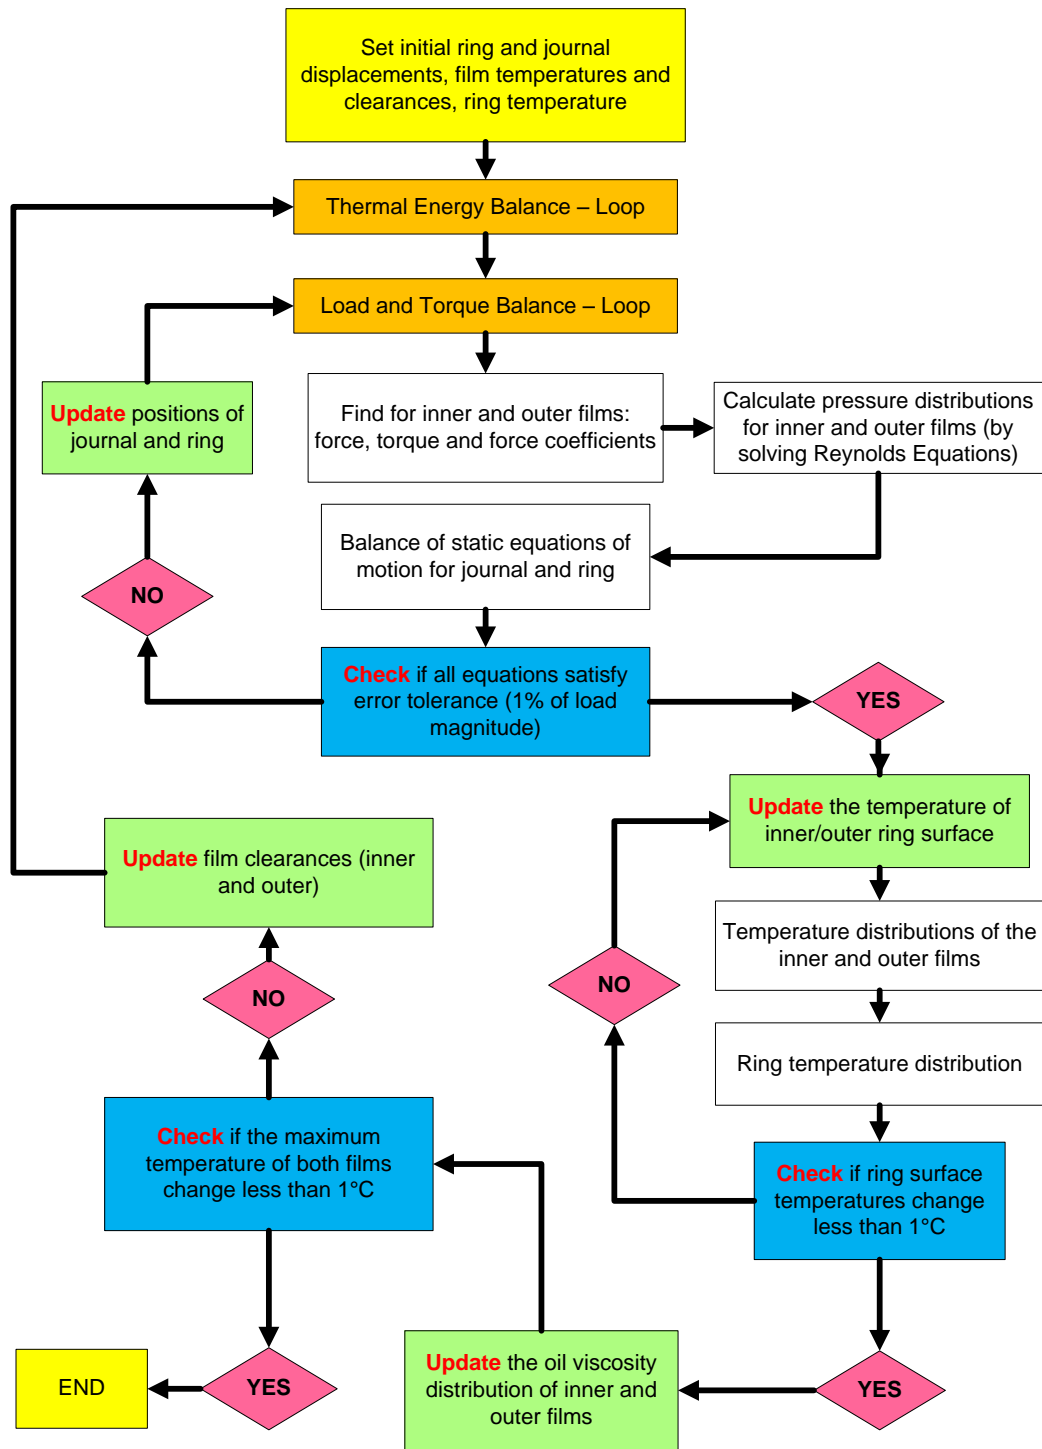 Set initial ring and journal
displacements, film temperatures and
clearances, ring temperature
Thermal Energy Balance – Loop
Load and Torque Balance – Loop
Update positions of
journal and ring
Find for inner and outer films:
force, torque and force coefficients
Calculate pressure distributions
for inner and outer films (by
solving Reynolds Equations)
Balance of static equations of
motion for journal and ring
NO
Check if all equations satisfy
error tolerance (1% of load
magnitude)
YES
Update the temperature of
inner/outer ring surface
Update film clearances (inner
and outer)
Temperature distributions of the
inner and outer films
NO
NO
Ring temperature distribution
Check if the maximum
temperature of both films
change less than 1°C
Check if ring surface
temperatures change
less than 1°C
END
YES
Update the oil viscosity
distribution of inner and
outer films
YES